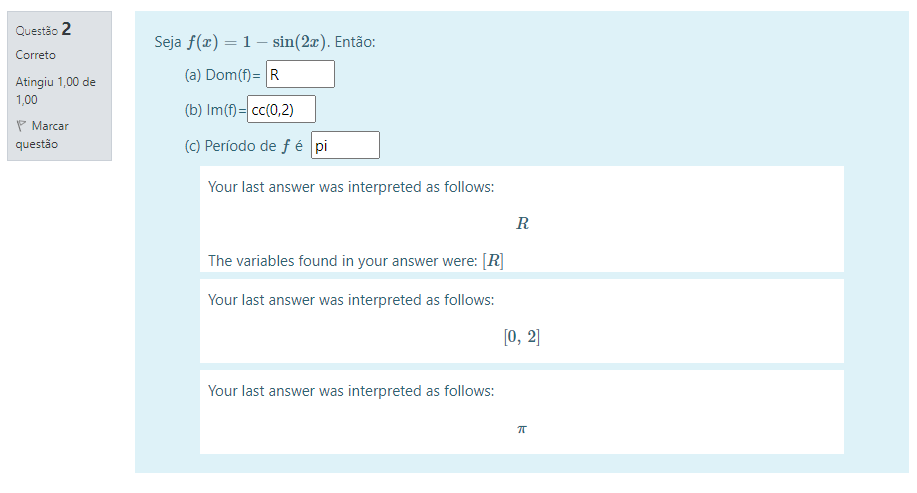 Questão 2
Correto
Atingiu 1,00 de
1,00
Marcar
questão
Seja f(x) = 1 − sin(2x). Então:
(a) Dom(f)= R
(b) Im(f)= cc(0,2)
(c) Período de f é pi
Your last answer was interpreted as follows:
R
The variables found in your answer were: [R]
Your last answer was interpreted as follows:
[0, 2]
Your last answer was interpreted as follows:
π